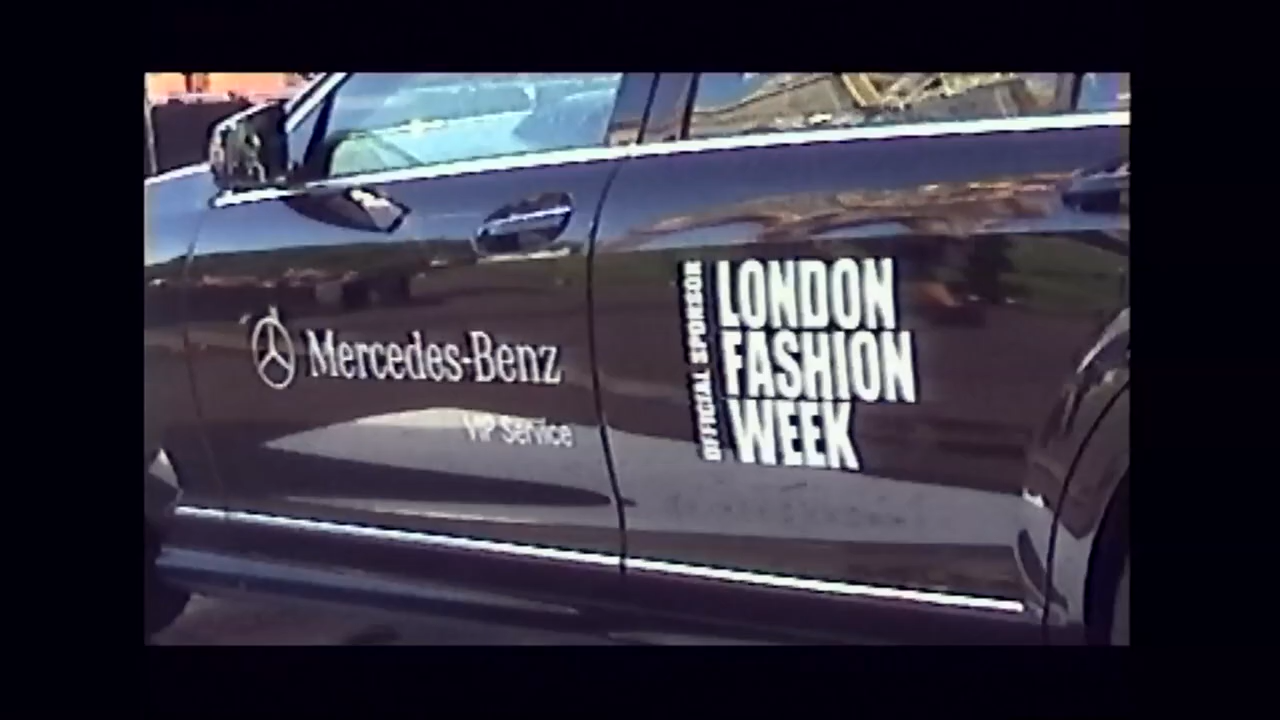 Mercedes-Benz
VIP Service
OFFICIAL SPONSOR
LONDON
FASHION
WEEK